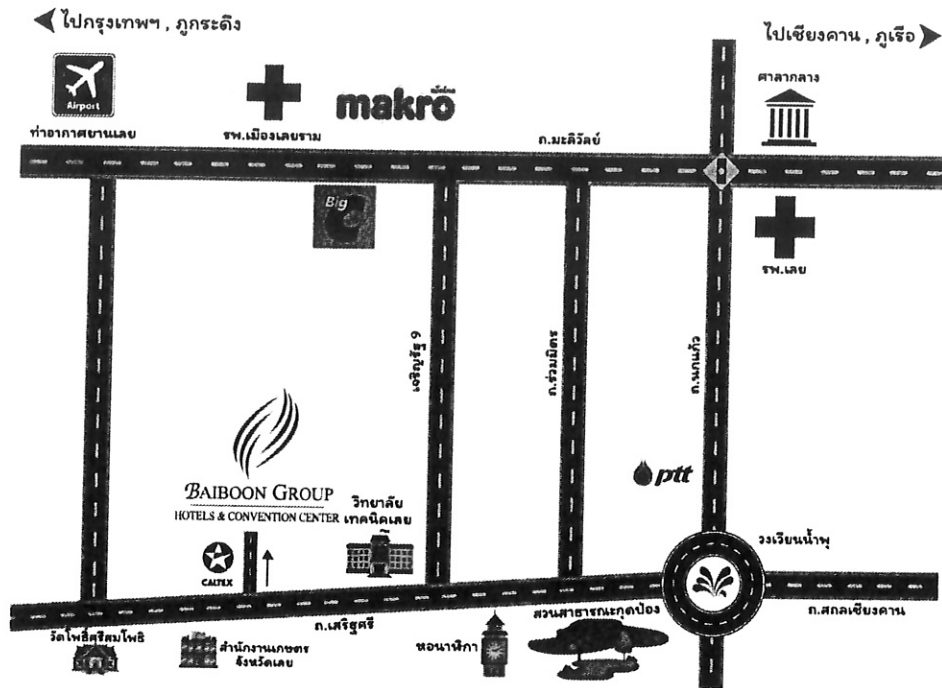 ไปกรุงเทพฯ , ภูกระดึง
ไปเชียงคาน , ภูเรือ
Airport
ท่าอากาศยานเลย
รพ.เมืองเลยราม
makro
ศาลากลาง
ถ.มะลิวัลย์
Big C
รพ.เลย
เจริญรัฐ 9
ถ.ร่วมมิตร
ถ.นกแก้ว
ptt
BAIBOON GROUP
HOTELS & CONVENTION CENTER
วิทยาลัย
เทคนิคเลย
CALTEX
วงเวียนน้ำพุ
ถ.สกลเชียงคาน
ถ.เสริฐศรี
วัดโพธิ์ศรีสมโพธิ
สำนักงานเกษตร
จังหวัดเลย
หอนาฬิกา
สวนสาธารณะกุดป่อง